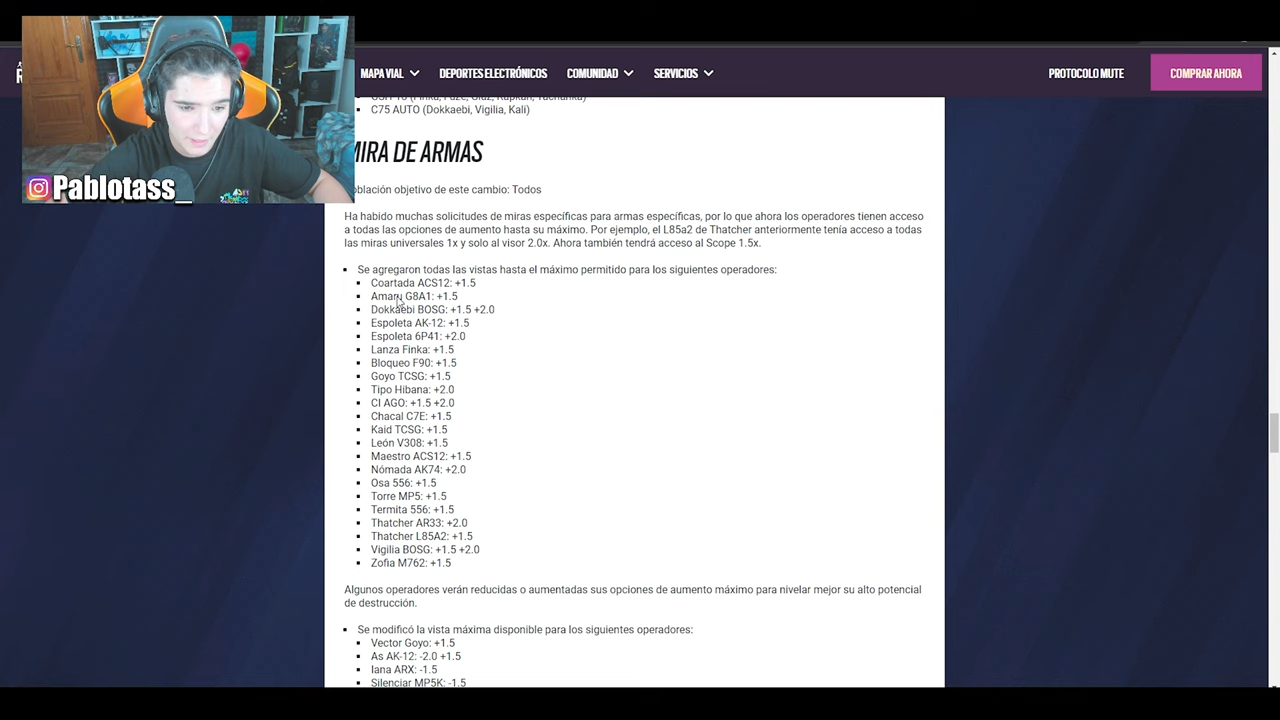 MAPA VIAL
DEPORTES ELECTRÓNICOS
COMUNIDAD
SERVICIOS
PROTOCOLO MUTE
COMPRAR AHORA
C75 AUTO (Dokkaebi, Vigilia, Kali)
MIRA DE ARMAS
Pablotass_
oblación objetivo de este cambio: Todos
Ha habido muchas solicitudes de miras específicas para armas específicas, por lo que ahora los operadores tienen acceso
a todas las opciones de aumento hasta su máximo. Por ejemplo, el L85a2 de Thatcher anteriormente tenía acceso a todas
las miras universales 1x y solo al visor 2.0x. Ahora también tendrá acceso al Scope 1.5x.
Se agregaron todas las vistas hasta el máximo permitido para los siguientes operadores:
Coartada ACS12: +1.5
Amaru G8A1: +1.5
Dokkaebi BOSG: +1.5 +2.0
Espoleta AK-12: +1.5
Espoleta 6P41: +2.0
Lanza Finka: +1.5
Bloqueo F90: +1.5
Goyo TCSG: +1.5
Tipo Hibana: +2.0
CI AGO: +1.5 +2.0
Chacal C7E: +1.5
Kaid TCSG: +1.5
León V308: +1.5
Maestro ACS12: +1.5
Nómada AK74: +2.0
Osa 556: +1.5
Torre MP5: +1.5
Termita 556: +1.5
Thatcher AR33: +2.0
Thatcher L85A2: +1.5
Vigilia BOSG: +1.5 +2.0
Zofia M762: +1.5
Algunos operadores verán reducidas o aumentadas sus opciones de aumento máximo para nivelar mejor su alto potencial
de destrucción.
Se modificó la vista máxima disponible para los siguientes operadores:
Vector Goyo: +1.5
As AK-12: -2.0 +1.5
Iana ARX: -1.5
Silenciar MP5K: -1.5